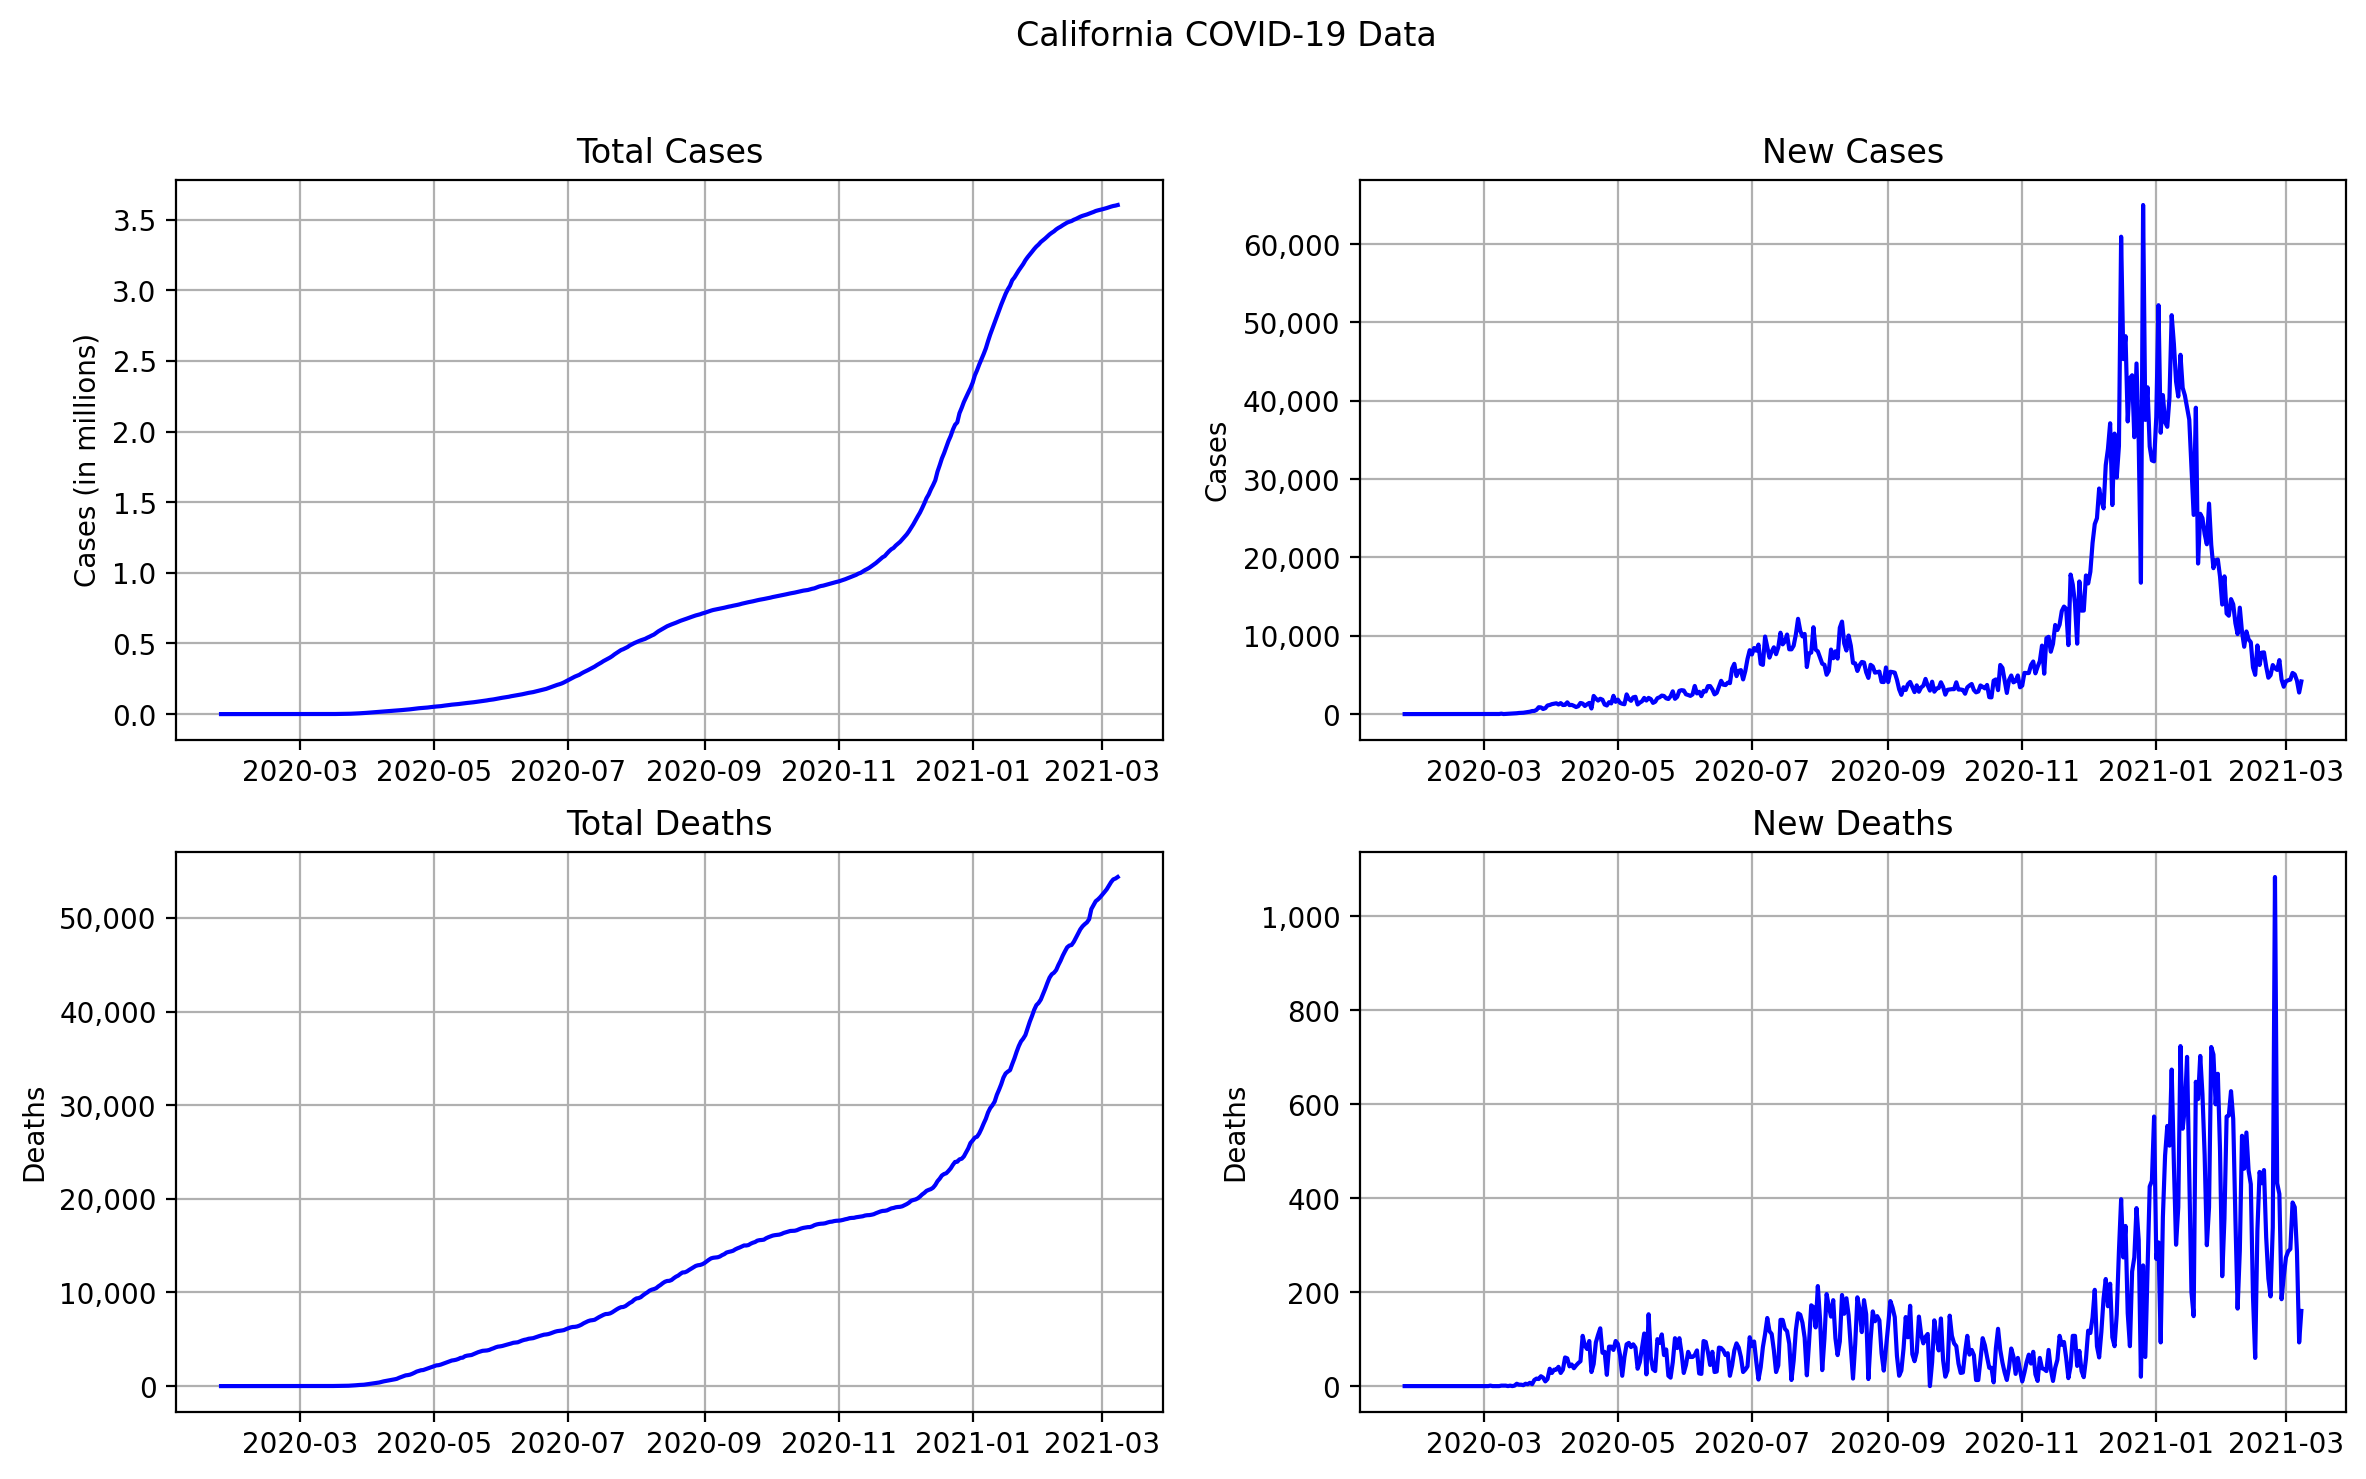 California COVID-19 Data
Total Cases
Cases (in millions)
3.5
3.0
2.5
2.0
1.5
1.0
0.5
0.0
2020-03 2020-05 2020-07 2020-09 2020-11 2021-01 2021-03
New Cases
Cases
60,000
50,000
40,000
30,000
20,000
10,000
0
2020-03 2020-05 2020-07 2020-09 2020-11 2021-01 2021-03
Total Deaths
Deaths
50,000
40,000
30,000
20,000
10,000
0
2020-03 2020-05 2020-07 2020-09 2020-11 2021-01 2021-03
New Deaths
Deaths
1,000
800
600
400
200
0
2020-03 2020-05 2020-07 2020-09 2020-11 2021-01 2021-03